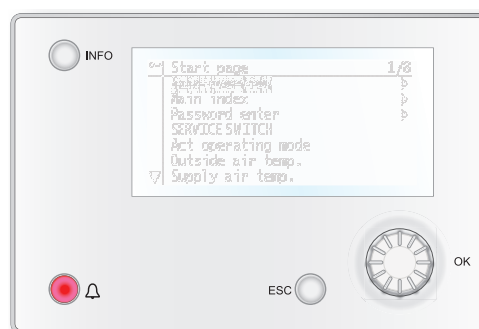 INFO
Start page 1/8
Main index
Password enter
SERVICE SWITCH
Act operating mode
Outside air temp.
Supply air temp.
OK
ESC